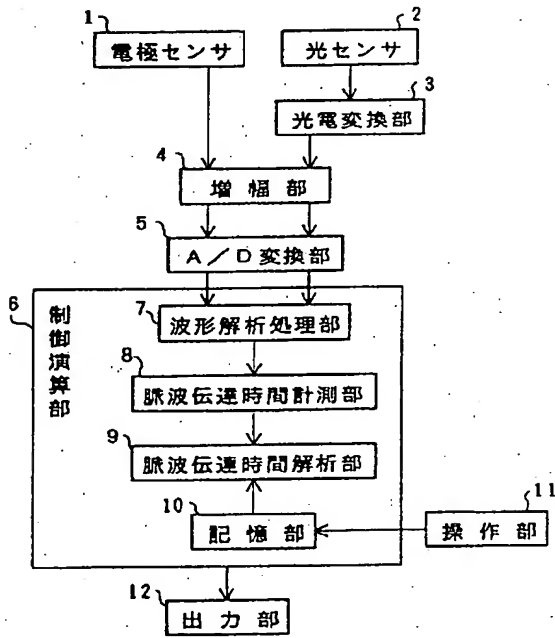 1
電極センサ
2
光センサ
3
光電変換部
4
増幅部
5
A/D変換部
6
制御演算部
7
波形解析処理部
8
脈波伝達時間計測部
9
脈波伝達時間解析部
10
記憶部
11
操作部
12
出力部